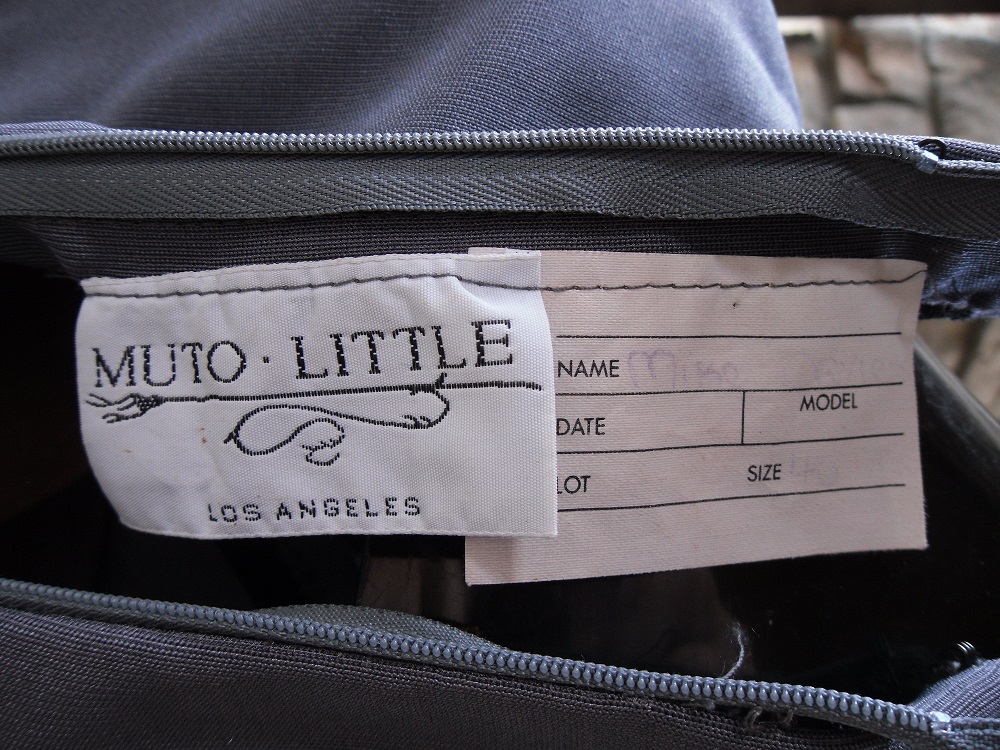 MUTO · LITTLE
LOS ANGELES
NAME
DATE MODEL
LOT SIZE